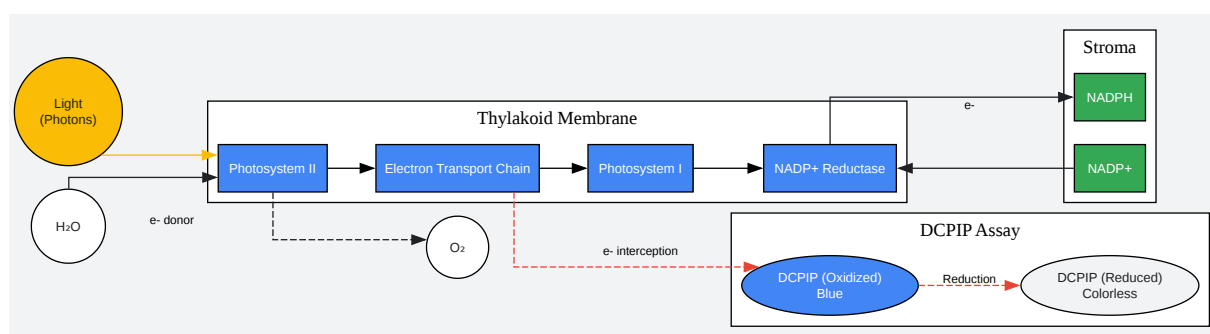 Stroma
Light
(Photons)
NADPH
e-
Thylakoid Membrane
Photosystem II
Electron Transport Chain
Photosystem I
NADP+ Reductase
NADP+
H₂O
e- donor
O₂
e- interception
DCPIP Assay
DCPIP (Oxidized)
Blue
Reduction
DCPIP (Reduced)
Colorless